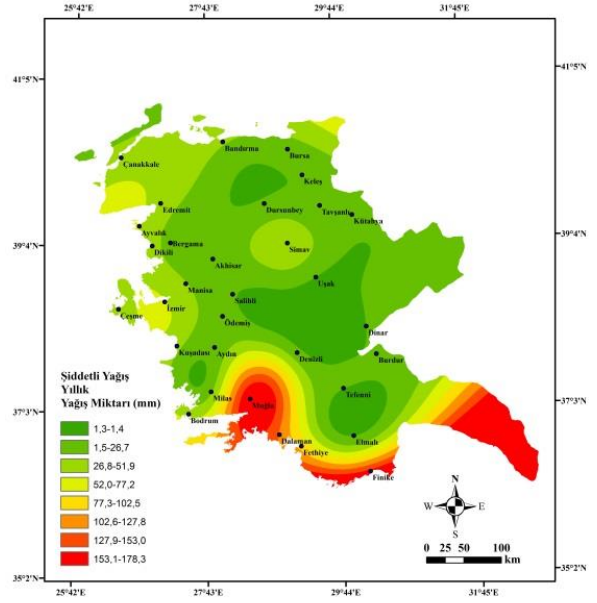 25°42'E 27°43'E 29°44'E 31°45'E
41°5'N 41°5'N
Bandırma
Bursa
Çanakkale
Keleş
Edremit Dursunbey Tavşanlı
Kütahya
Ayvalık
39°4'N 39°4'N
Bergama
Dikili Simav
Akhisar
Uşak
Manisa
Salihli
Çeşme İzmir
Ödemiş
Dinar
Kuşadası Aydın Denizli Burdur
Şiddetli Yağış
Yıllık
Yağış Miktarı (mm)
Tefenni
Milas Muğla
37°3'N 37°3'N
Bodrum
Dalaman Elmalı
Fethiye
Finike
1,3-1,4
1,5-26,7
26,8-51,9
52,0-77,2
77,3-102,5
102,6-127,8
127,9-153,0
153,1-178,3
N
W E
S
0 25 50 100
km
35°2'N 35°2'N
25°42'E 27°43'E 29°44'E 31°45'E